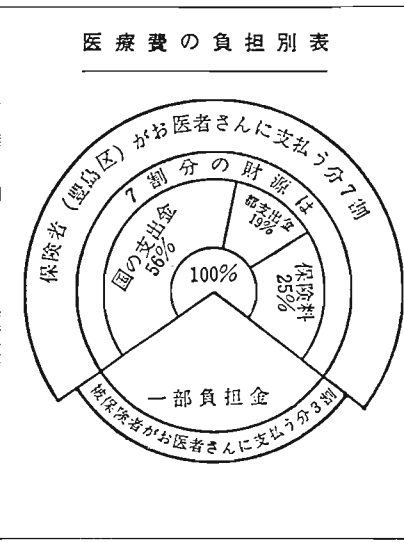 医療費の負担別表
保険者（豊島区）がお医者さんに支払う分7割
7割分の財源は
国の支出金
56%
都支出金
19%
保険料
25%
100%
一部負担金
被保険者がお医者さんに支払う分3割